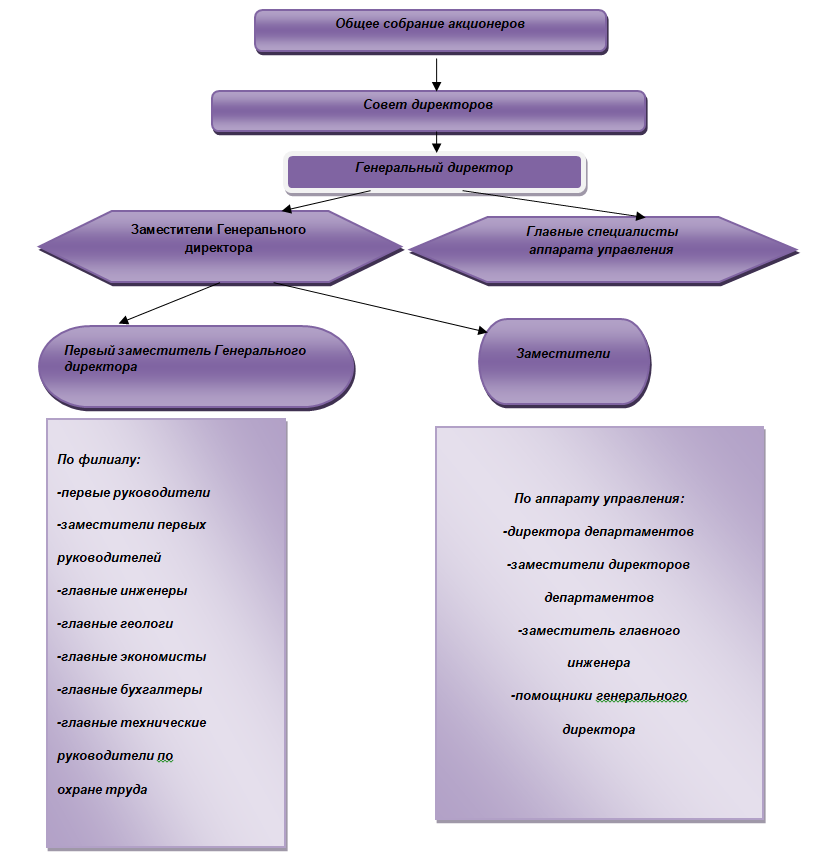 Общее собрание акционеров
Совет директоров
Генеральный директор
Заместители Генерального
директора
Главные специалисты
аппарата управления
Первый заместитель Генерального
директора
Заместители
По филиалу:
-первые руководители
-заместители первых
руководителей
-главные инженеры
-главные геологи
-главные экономисты
-главные бухгалтеры
-главные технические
руководители по
охране труда
По аппарату управления:
-директора департаментов
-заместители директоров
департаментов
-заместитель главного
инженера
-помощники генерального
директора